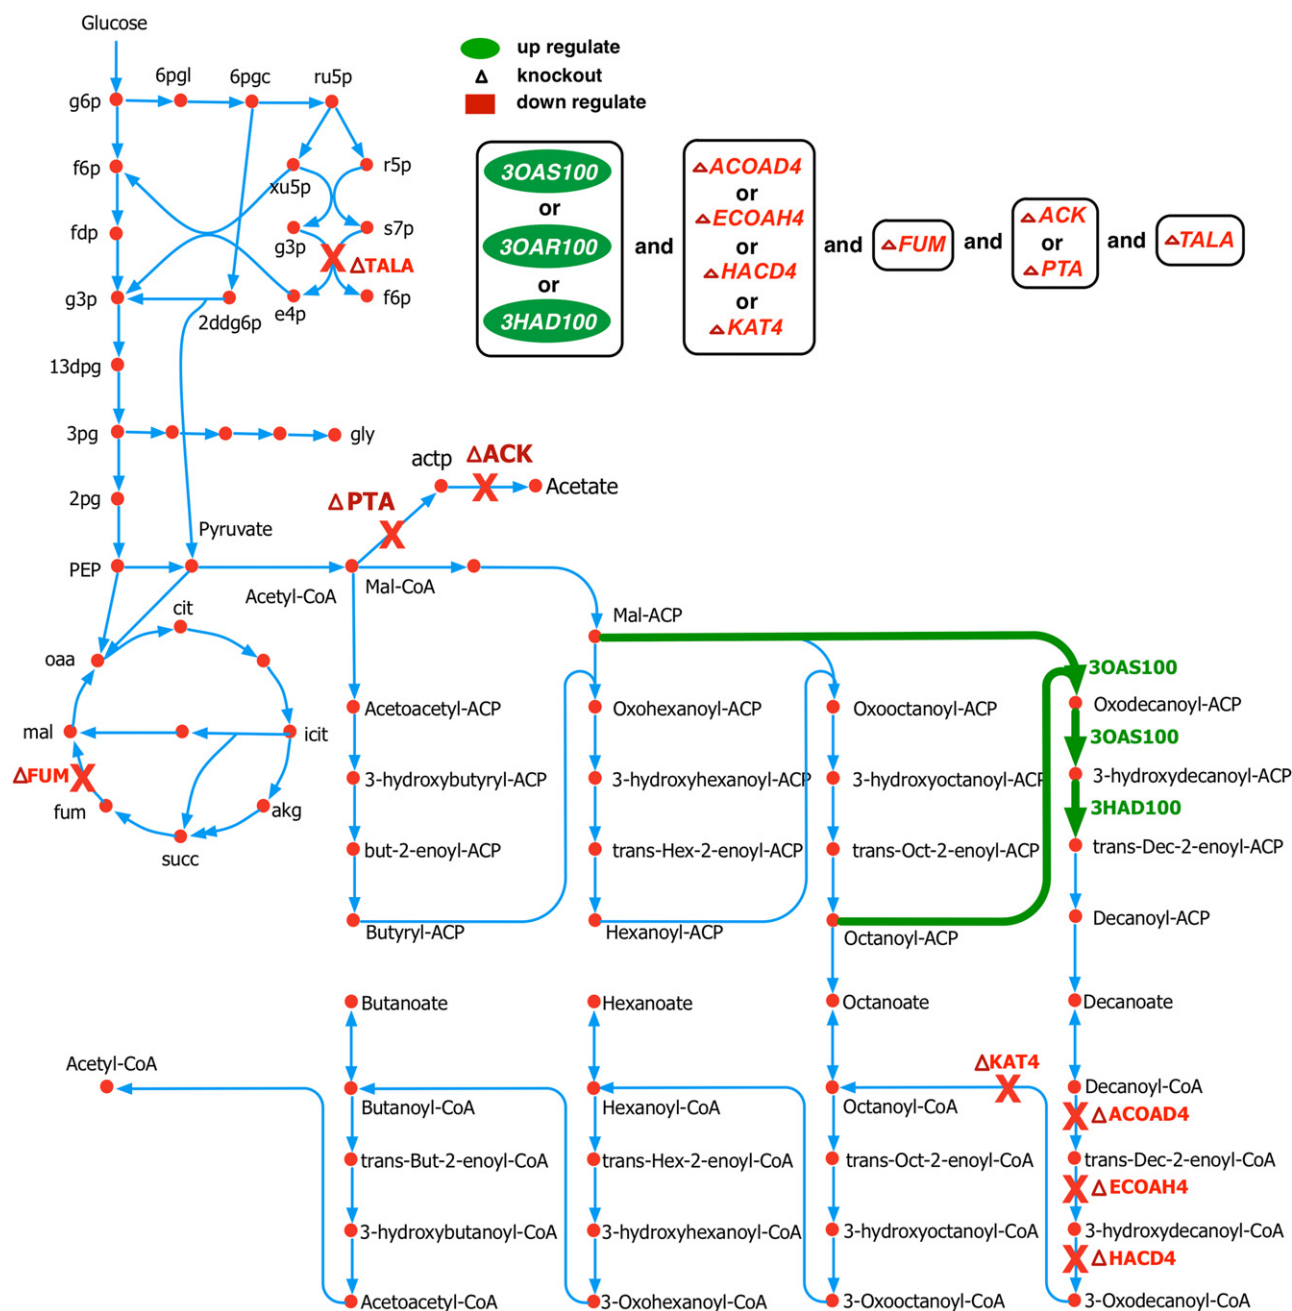 Glucose
up regulate
knockout
down regulate
6pgl
6pgc
ru5p
g6p
f6p
xu5p
r5p
fdp
g3p
s7p
ΔTALA
g3p
2ddg6p
e4p
f6p
3OAS100
or
3OAR100
or
3HAD100
and
ΔACOAD4
or
ΔECOAH4
or
ΔHACD4
or
ΔKAT4
and
ΔFUM
and
ΔACK
or
ΔPTA
and
ΔTALA
13dpg
3pg
gly
2pg
actp
ΔACK
Acetate
ΔPTA
Pyruvate
PEP
Acetyl-CoA
Mal-CoA
Mal-ACP
cit
oaa
mal
icit
ΔFUM
fum
akg
succ
3OAS100
Acetoacetyl-ACP
Oxohexanoyl-ACP
Oxooctanoyl-ACP
Oxodecanoyl-ACP
3OAS100
3-hydroxybutyryl-ACP
3-hydroxyhexanoyl-ACP
3-hydroxyoctanoyl-ACP
3-hydroxydecanoyl-ACP
3HAD100
but-2-enoyl-ACP
trans-Hex-2-enoyl-ACP
trans-Oct-2-enoyl-ACP
trans-Dec-2-enoyl-ACP
Butyryl-ACP
Hexanoyl-ACP
Octanoyl-ACP
Decanoyl-ACP
Butanoate
Hexanoate
Octanoate
Decanoate
Acetyl-CoA
ΔKAT4
Butanoyl-CoA
Hexanoyl-CoA
Octanoyl-CoA
Decanoyl-CoA
ΔACOAD4
trans-But-2-enoyl-CoA
trans-Hex-2-enoyl-CoA
trans-Oct-2-enoyl-CoA
trans-Dec-2-enoyl-CoA
ΔECOAH4
3-hydroxybutanoyl-CoA
3-hydroxyhexanoyl-CoA
3-hydroxyoctanoyl-CoA
3-hydroxydecanoyl-CoA
ΔHACD4
Acetoacetyl-CoA
3-Oxohexanoyl-CoA
3-Oxooctanoyl-CoA
3-Oxodecanoyl-CoA